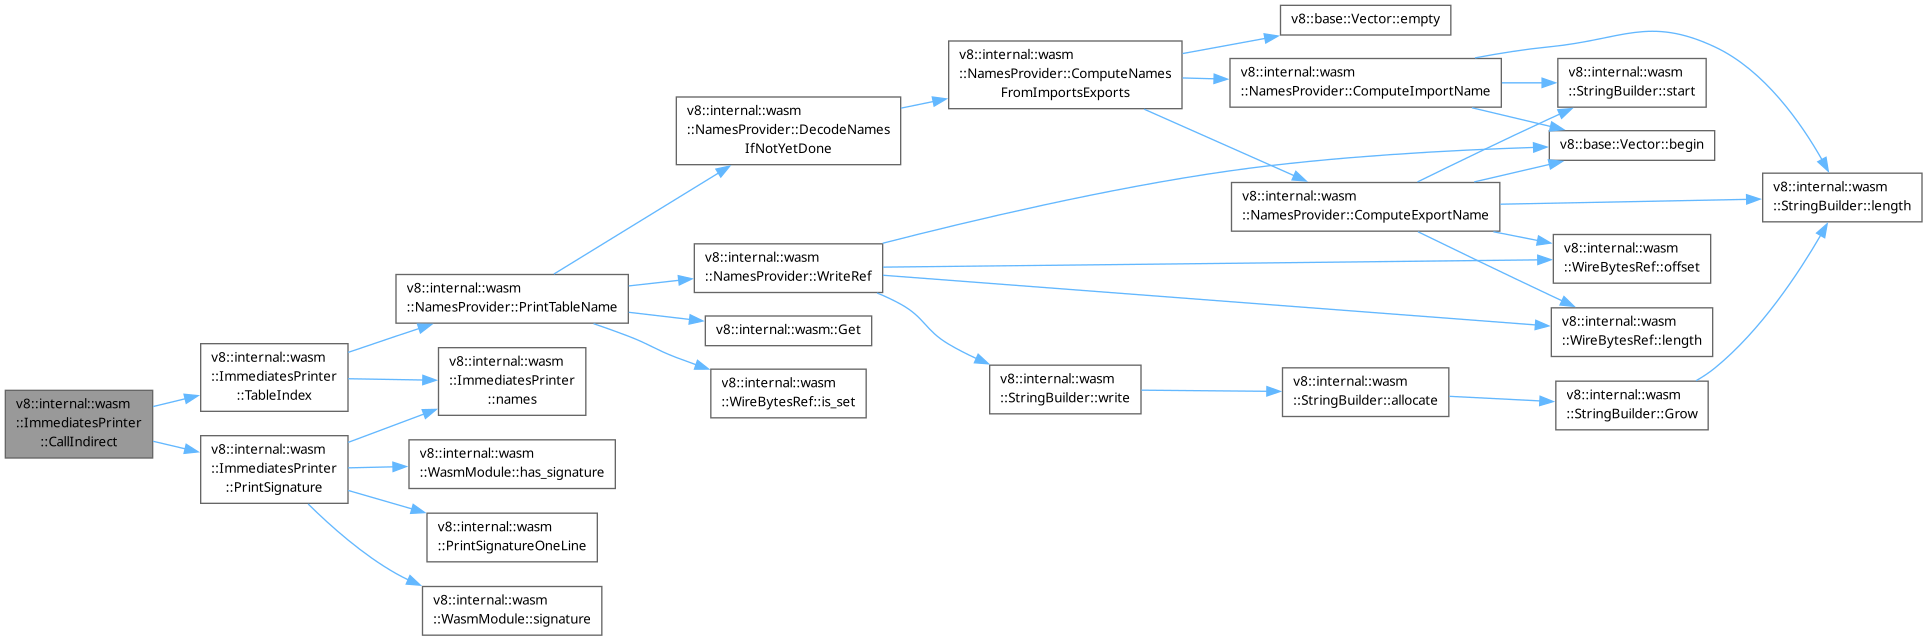 v8::internal::wasm
::ImmediatesPrinter
::CallIndirect
v8::internal::wasm
::ImmediatesPrinter
::TableIndex
v8::internal::wasm
::ImmediatesPrinter
::PrintSignature
v8::internal::wasm
::NamesProvider::PrintTableName
v8::internal::wasm
::ImmediatesPrinter
::names
v8::internal::wasm
::WasmModule::has_signature
v8::internal::wasm
::PrintSignatureOneLine
v8::internal::wasm
::WasmModule::signature
v8::internal::wasm
::NamesProvider::DecodeNames
IfNotYetDone
v8::internal::wasm
::NamesProvider::WriteRef
v8::internal::wasm::Get
v8::internal::wasm
::WireBytesRef::is_set
v8::internal::wasm
::NamesProvider::ComputeNames
FromImportsExports
v8::internal::wasm
::StringBuilder::write
v8::base::Vector::empty
v8::internal::wasm
::NamesProvider::ComputeImportName
v8::internal::wasm
::NamesProvider::ComputeExportName
v8::internal::wasm
::StringBuilder::allocate
v8::internal::wasm
::StringBuilder::start
v8::base::Vector::begin
v8::internal::wasm
::WireBytesRef::offset
v8::internal::wasm
::WireBytesRef::length
v8::internal::wasm
::StringBuilder::Grow
v8::internal::wasm
::StringBuilder::length